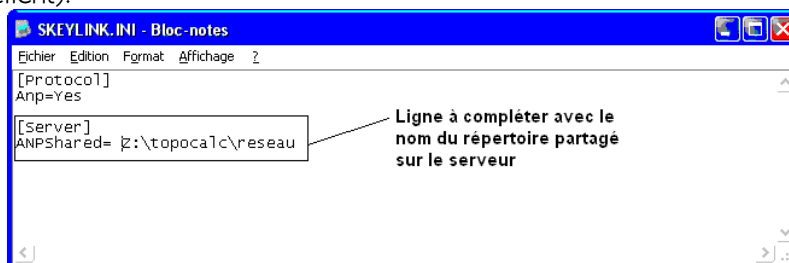 SKEYLINK.INI - Bloc-notes
Fichier Edition Format Affichage ?
[Protocol]
Anp=Yes
[Server]
ANPShared= Z:\topocalc\reseau
Ligne à compléter avec le
nom du répertoire partagé
sur le serveur